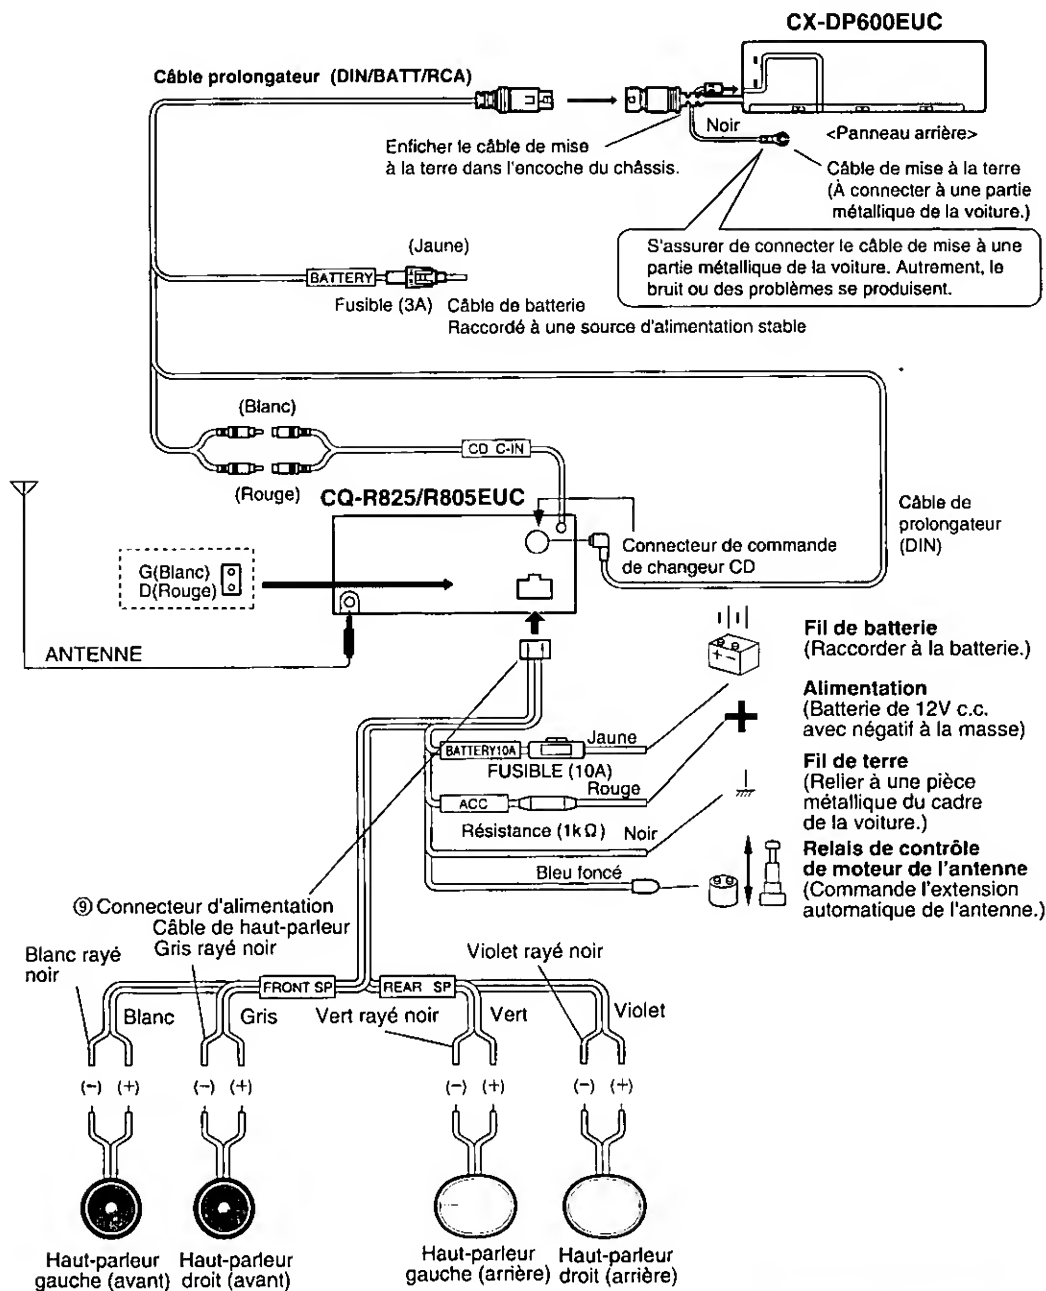 CX-DP600EUC
Câble prolongateur (DIN/BATT/RCA)
Noir
<Panneau arrière>
Enficher le câble de mise
à la terre dans l'encoche du châssis.
Câble de mise à la terre
(À connecter à une partie
métallique de la voiture.)
S'assurer de connecter le câble de mise à une
partie métallique de la voiture. Autrement, le
bruit ou des problèmes se produisent.
(Jaune)
BATTERY
Fusible (3A)
Câble de batterie
Raccordé à une source d'alimentation stable
(Blanc)
CD C-IN
(Rouge)
CQ-R825/R805EUC
Câble de
prolongateur
(DIN)
Connecteur de commande
de changeur CD
G(Blanc)
D(Rouge)
ANTENNE
+ -
Fil de batterie
(Raccorder à la batterie.)
Alimentation
(Batterie de 12V c.c.
avec négatif à la masse)
Jaune
BATTERY10A
FUSIBLE (10A)
Rouge
ACC
Résistance (1kΩ)
Noir
Fil de terre
(Relier à une pièce
métallique du cadre
de la voiture.)
Bleu foncé
Relais de contrôle
de moteur de l'antenne
(Commande l'extension
automatique de l'antenne.)
⑨ Connecteur d'alimentation
Câble de haut-parleur
Gris rayé noir
Blanc rayé
noir
Violet rayé noir
FRONT SP
REAR SP
Blanc
Gris
Vert rayé noir
Vert
Violet
(-) (+)
(-) (+)
(-) (+)
(-) (+)
Haut-parleur
gauche (avant)
Haut-parleur
droit (avant)
Haut-parleur
gauche (arrière)
Haut-parleur
droit (arrière)